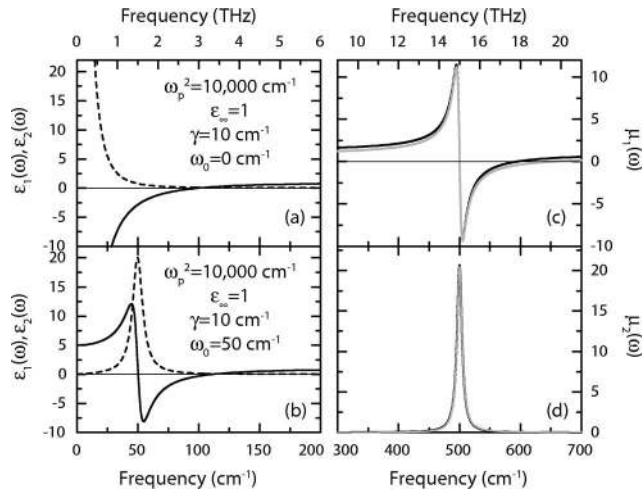 Frequency (THz)
0 1 2 3 4 5 6
20
15
10
5
0
-5
-10
ε₁(ω), ε₂(ω)
ωₚ²=10,000 cm⁻¹
ε∞=1
γ=10 cm⁻¹
ω₀=0 cm⁻¹
(a)
20
15
10
5
0
-5
-10
ε₁(ω), ε₂(ω)
ωₚ²=10,000 cm⁻¹
ε∞=1
γ=10 cm⁻¹
ω₀=50 cm⁻¹
(b)
0 50 100 150 200
Frequency (cm⁻¹)
Frequency (THz)
10 12 14 16 18 20
10
5
0
-5
-10
μ₁(ω)
(c)
20
15
10
5
0
μ₂(ω)
(d)
300 400 500 600 700
Frequency (cm⁻¹)